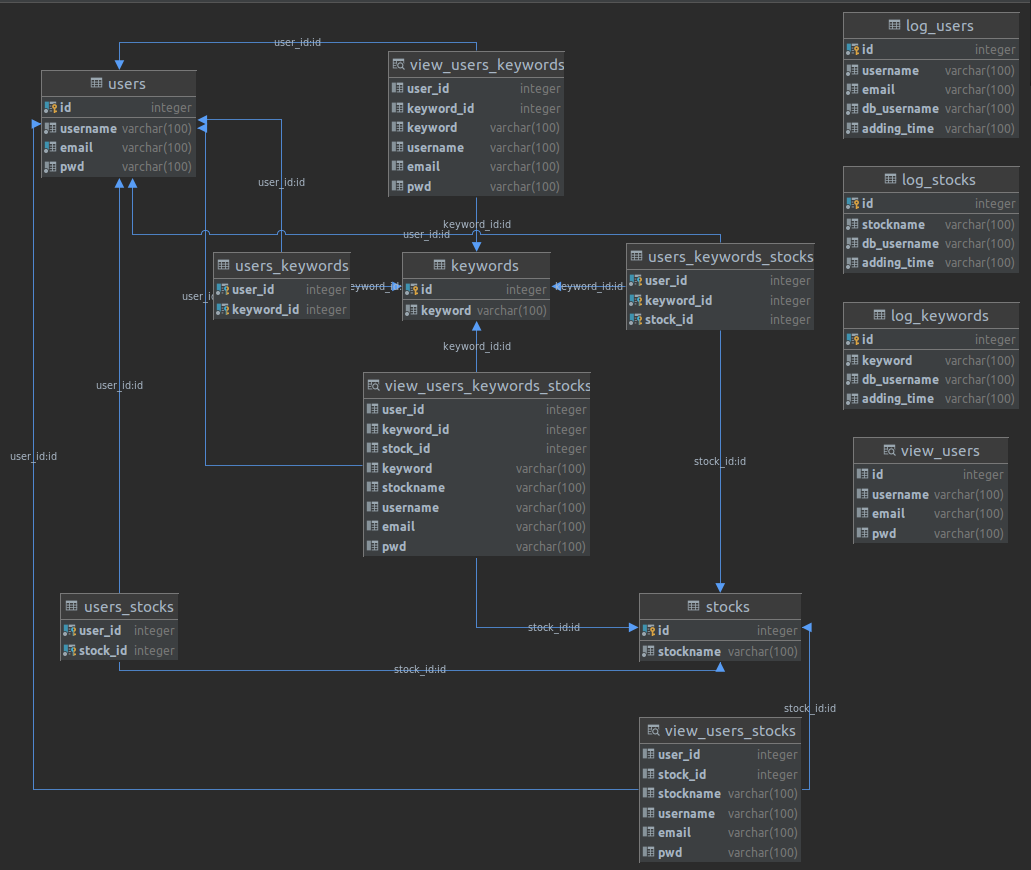 user_id:id
users
id integer
username varchar(100)
email varchar(100)
pwd varchar(100)
view_users_keywords
user_id integer
keyword_id integer
keyword varchar(100)
username varchar(100)
email varchar(100)
pwd varchar(100)
log_users
id integer
username varchar(100)
email varchar(100)
db_username varchar(100)
adding_time varchar(100)
log_stocks
id integer
stockname varchar(100)
db_username varchar(100)
adding_time varchar(100)
user_id:id
keyword_id:id
user_id:id
users_keywords
user_id integer
keyword_id integer
keywords
id integer
keyword varchar(100)
users_keywords_stocks
user_id integer
keyword_id integer
stock_id integer
keyword_id:id
log_keywords
id integer
keyword varchar(100)
db_username varchar(100)
adding_time varchar(100)
keyword_id:id
view_users_keywords_stocks
user_id integer
keyword_id integer
stock_id integer
keyword varchar(100)
stockname varchar(100)
username varchar(100)
email varchar(100)
pwd varchar(100)
user_id:id
user_id:id
stock_id:id
view_users
id integer
username varchar(100)
email varchar(100)
pwd varchar(100)
users_stocks
user_id integer
stock_id integer
stock_id:id
stocks
id integer
stockname varchar(100)
stock_id:id
stock_id:id
view_users_stocks
user_id integer
stock_id integer
stockname varchar(100)
username varchar(100)
email varchar(100)
pwd varchar(100)